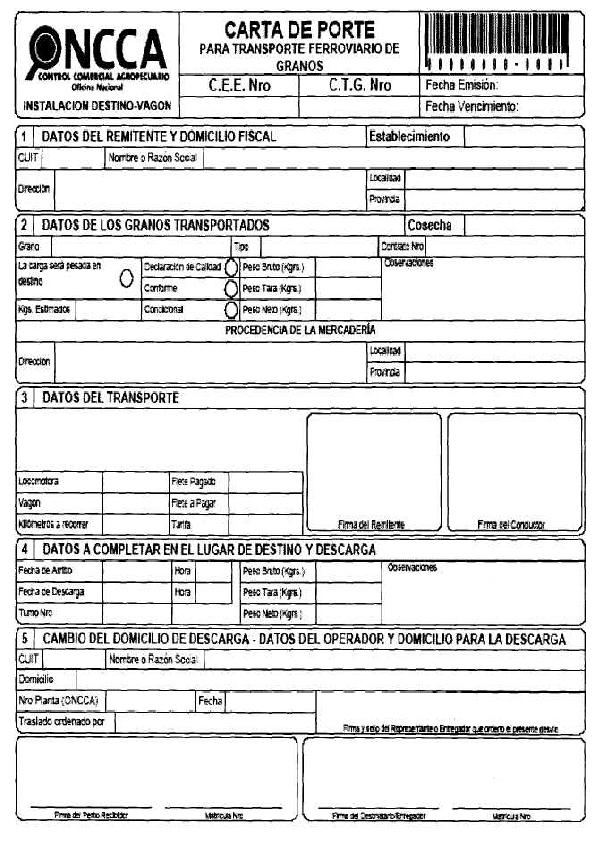 ONCCA
CONTROL COMERCIAL AGROPECUARIO
Oficina Nacional
INSTALACION DESTINO-VAGON
CARTA DE PORTE
PARA TRANSPORTE FERROVIARIO DE
GRANOS
C.E.E. Nro C.T.G. Nro
Fecha Emisión:
Fecha Vencimiento:
1 DATOS DEL REMITENTE Y DOMICILIO FISCAL Establecimiento
CUIT Nombre o Razón Social
Dirección Localidad
Provincia
2 DATOS DE LOS GRANOS TRANSPORTADOS Cosecha
Grano Tipo Contrato Nro
La carga será pesada en destino Declaración de Calidad Peso Bruto (Kgrs.) Observaciones
Conforme Peso Tara (Kgrs.)
Kgs. Estimados Condicional Peso Neto (Kgrs.)
PROCEDENCIA DE LA MERCADERÍA
Dirección Localidad
Provincia
3 DATOS DEL TRANSPORTE
Locomotora Flete Pagado
Vagon Flete a Pagar
Kilómetros a recorrer Tarifa Firma del Remitente Firma del Conductor
4 DATOS A COMPLETAR EN EL LUGAR DE DESTINO Y DESCARGA
Fecha de Arribo Hora Peso Bruto (Kgrs.) Observaciones
Fecha de Descarga Hora Peso Tara (Kgrs.)
Turno Nro Peso Neto (Kgrs.)
5 CAMBIO DEL DOMICILIO DE DESCARGA - DATOS DEL OPERADOR Y DOMICILIO PARA LA DESCARGA
CUIT Nombre o Razón Social
Domicilio
Nro Planta (ONCCA) Fecha
Traslado ordenado por Firma y sello del Representante o Entregador que ordenó el presente desvío
Firma del Perito Recibidor Matrícula Nro Firma del Destinatario/Entregador Matrícula Nro